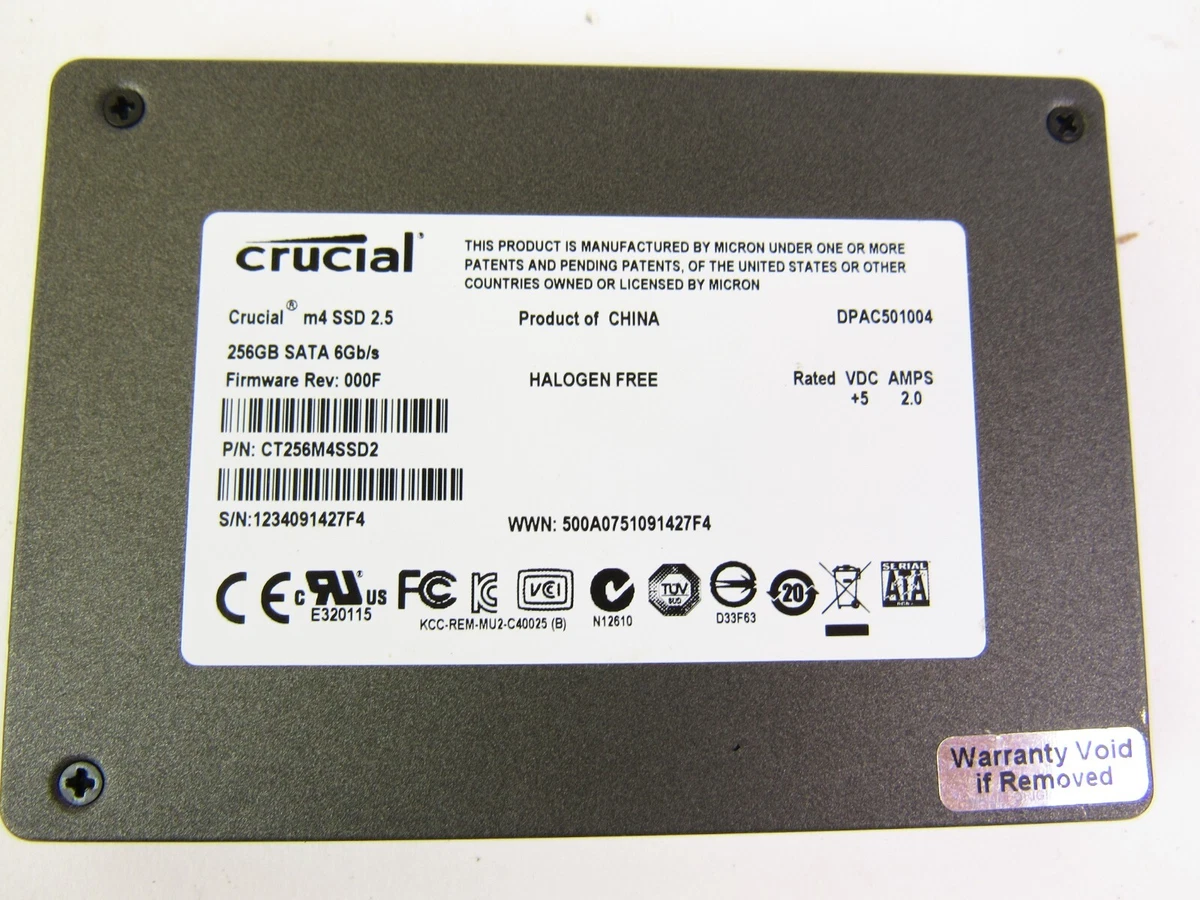 crucial
THIS PRODUCT IS MANUFACTURED BY MICRON UNDER ONE OR MORE
PATENTS AND PENDING PATENTS, OF THE UNITED STATES OR OTHER
COUNTRIES OWNED OR LICENSED BY MICRON
Crucial® m4 SSD 2.5 Product of CHINA DPAC501004
256GB SATA 6Gb/s
Firmware Rev: 000F HALOGEN FREE Rated VDC AMPS
+5 2.0
P/N: CT256M4SSD2
S/N:1234091427F4 WWN: 500A0751091427F4
CE c RU US FC VCI TUV SUD 20 SERIAL ATA
E320115 KCC-REM-MU2-C40025 (B) N12610 D33F63
Warranty Void
if Removed